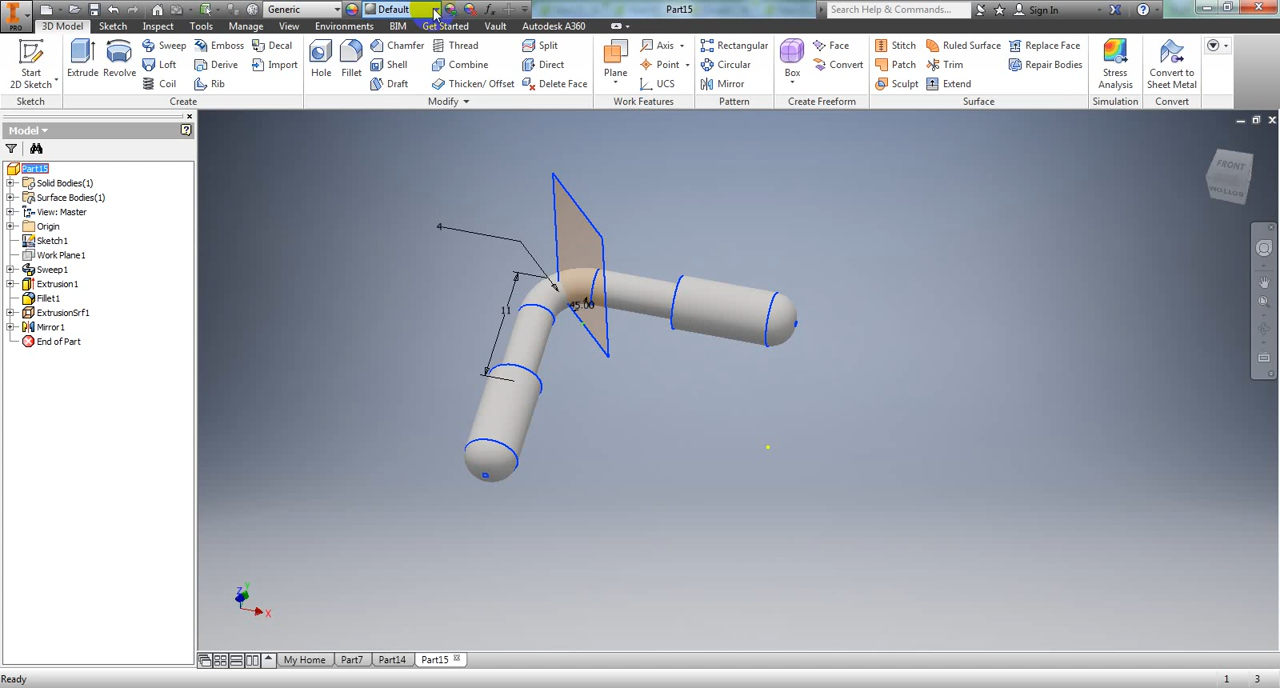 PRO
Generic
Default
Part15
Search Help & Commands...
Sign In
3D Model
Sketch
Inspect
Tools
Manage
View
Environments
BIM
Get Started
Vault
Autodesk A360
Start
2D Sketch
Extrude
Revolve
Sweep
Loft
Coil
Emboss
Derive
Rib
Decal
Import
Hole
Fillet
Chamfer
Shell
Draft
Thread
Combine
Thicken/ Offset
Split
Direct
Delete Face
Plane
Axis
Point
UCS
Rectangular
Circular
Mirror
Box
Face
Convert
Stitch
Patch
Sculpt
Ruled Surface
Trim
Extend
Replace Face
Repair Bodies
Stress
Analysis
Convert to
Sheet Metal
Sketch
Create
Modify
Work Features
Pattern
Create Freeform
Surface
Simulation
Convert
Model
Part15
Solid Bodies(1)
Surface Bodies(1)
View: Master
Origin
Sketch1
Work Plane1
Sweep1
Extrusion1
Fillet1
ExtrusionSrf1
Mirror1
End of Part
4
11
45.00
FRONT
BOTTOM
Z
Y
X
My Home
Part7
Part14
Part15
Ready
1
3